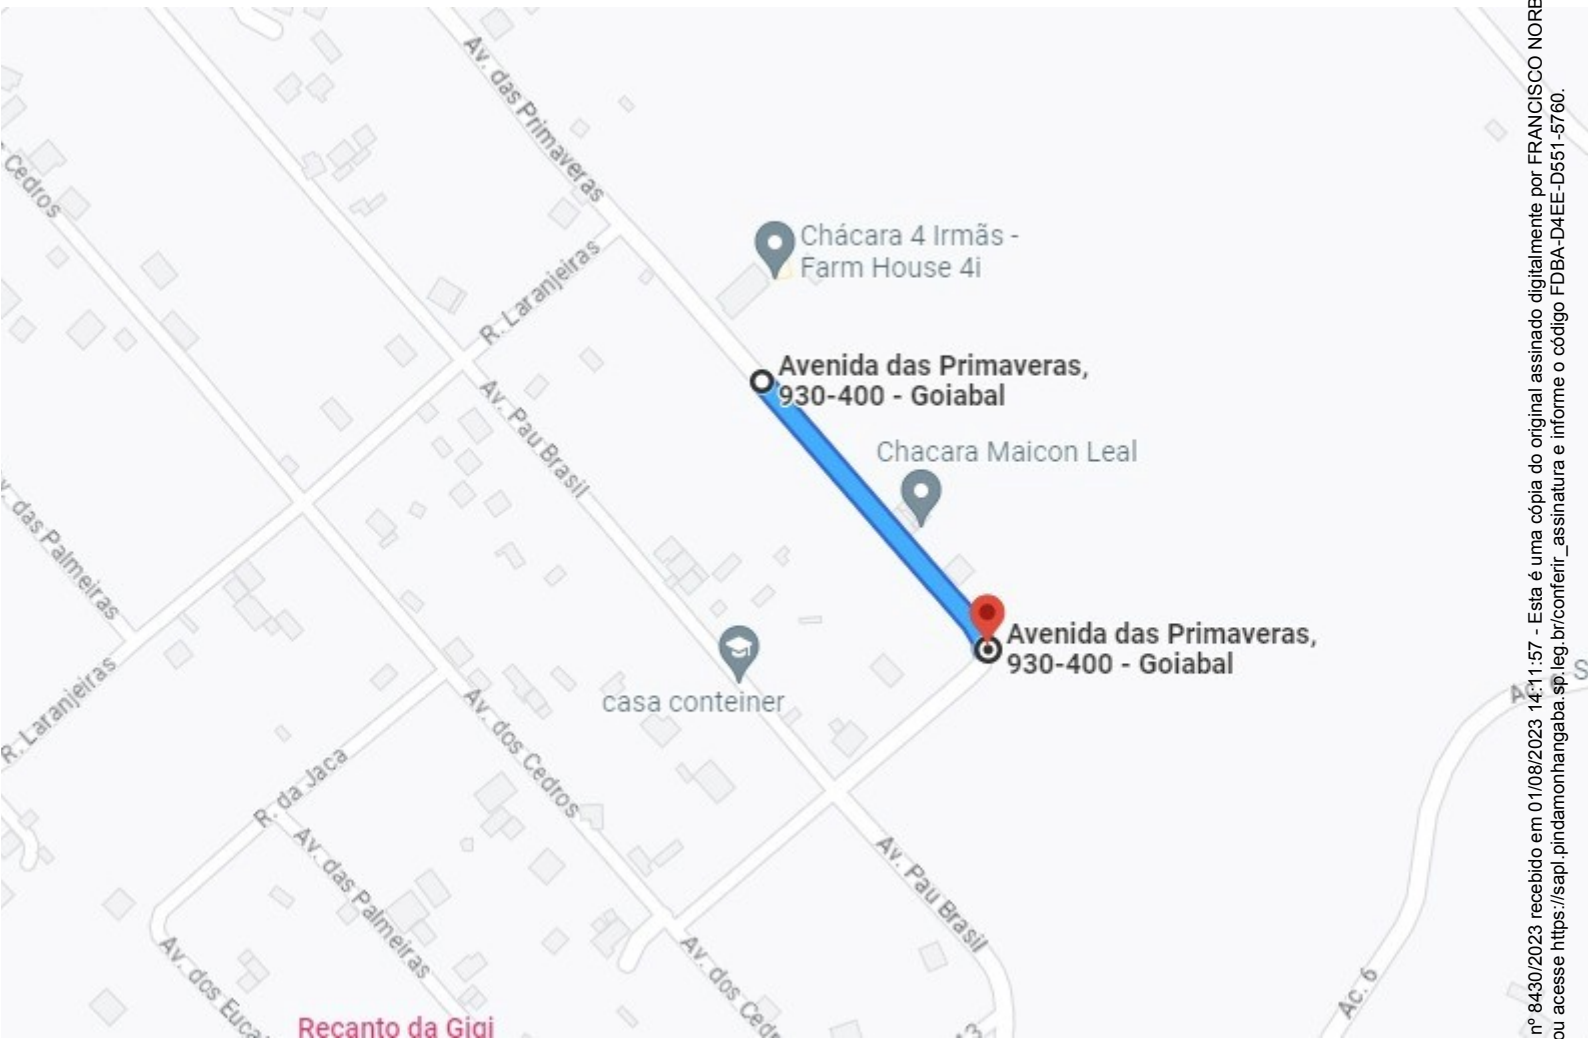 Av. das Primaveras
Cedros
Chácara 4 Irmãs -
Farm House 4i
R. Laranjeiras
Avenida das Primaveras,
930-400 - Goiabal
Av. Pau Brasil
Chacara Maicon Leal
v. das Palmeiras
Avenida das Primaveras,
930-400 - Goiabal
casa conteiner
R. Laranjeiras
Av. dos Cedros
R. da Jaca
Av. das Palmeiras
Av. Pau Brasil
Av. dos Euca
Av. dos Cedr
Recanto da Gigi
Ac. 6
nº 8430/2023 recebido em 01/08/2023 14:11:57 - Esta é uma cópia do original assinado digitalmente por FRANCISCO NORB
ou acesse https://sapl.pindamonhangaba.sp.leg.br/conferir_assinatura e informe o código FDBA-D4EE-D551-5760.